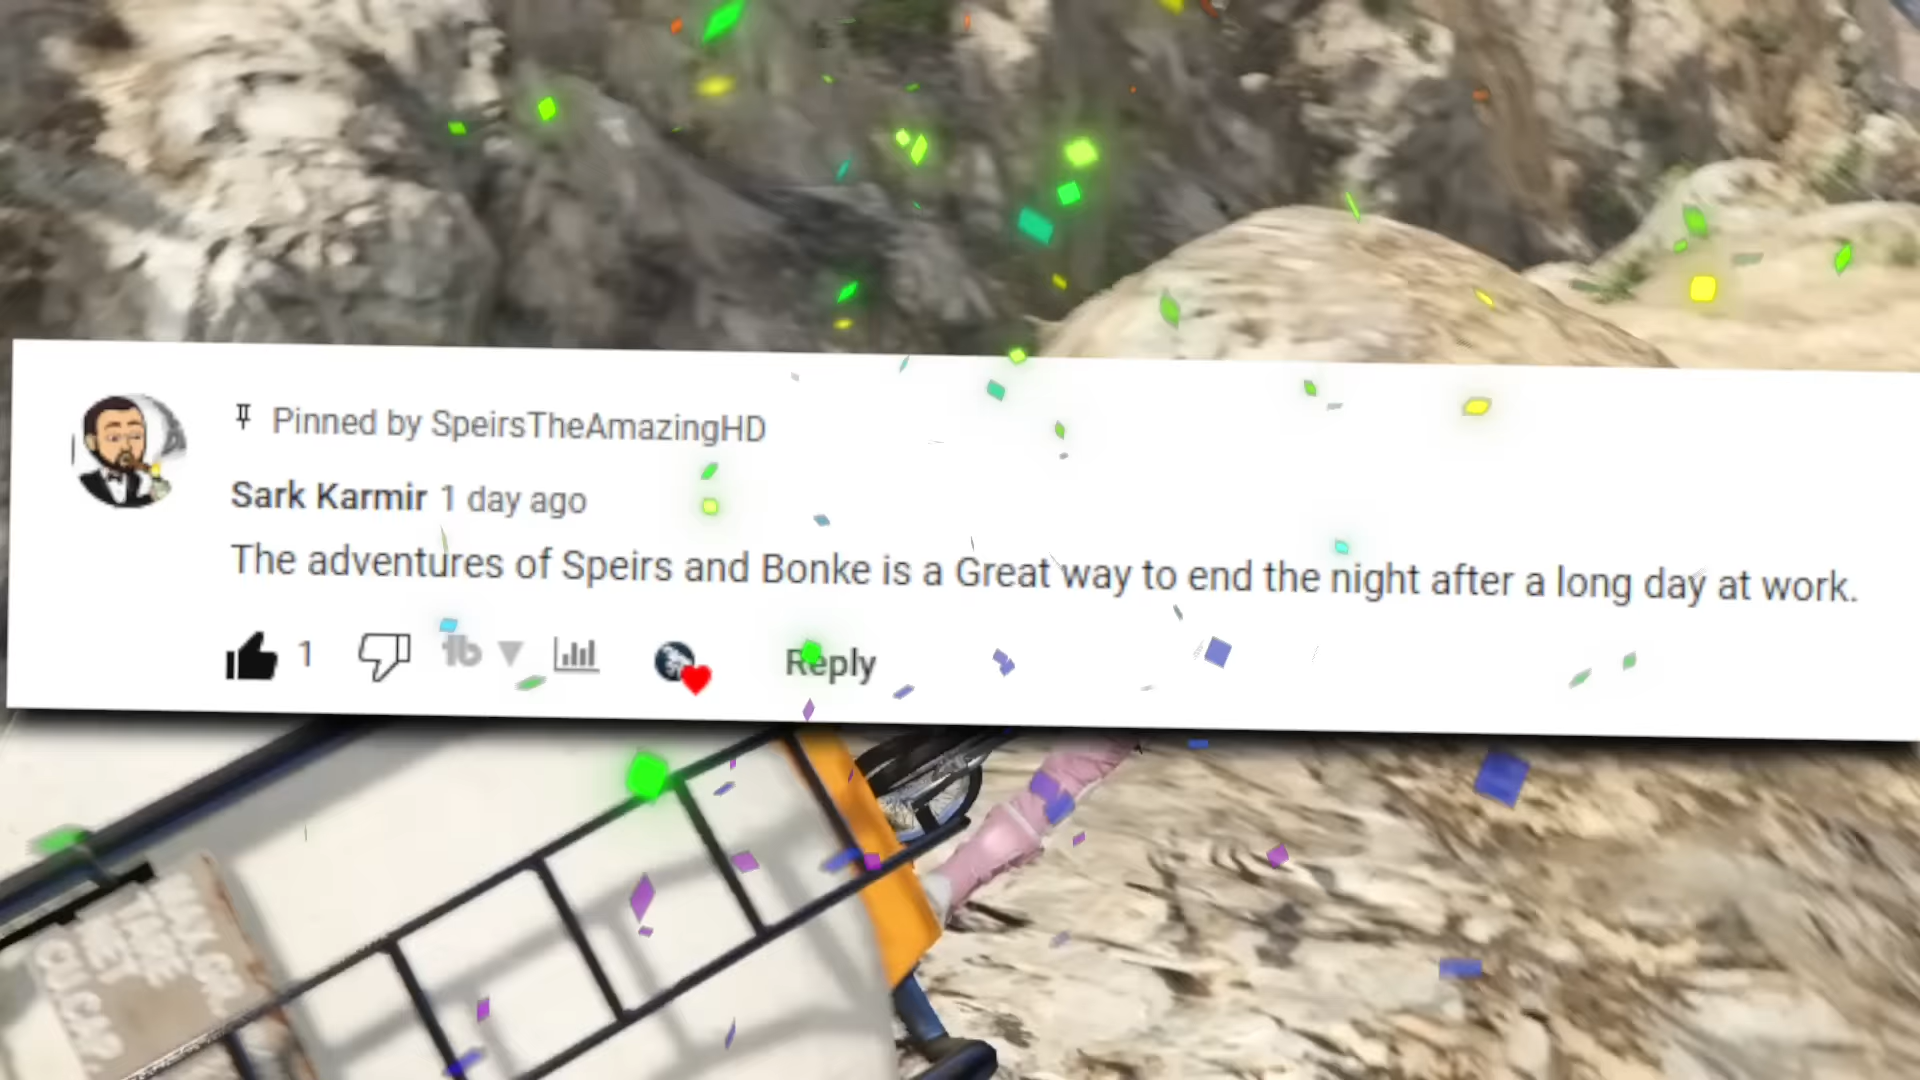 Pinned by SpeirsTheAmazingHD
Sark Karmir 1 day ago
The adventures of Speirs and Bonke is a Great way to end the night after a long day at work.
1 tb Reply